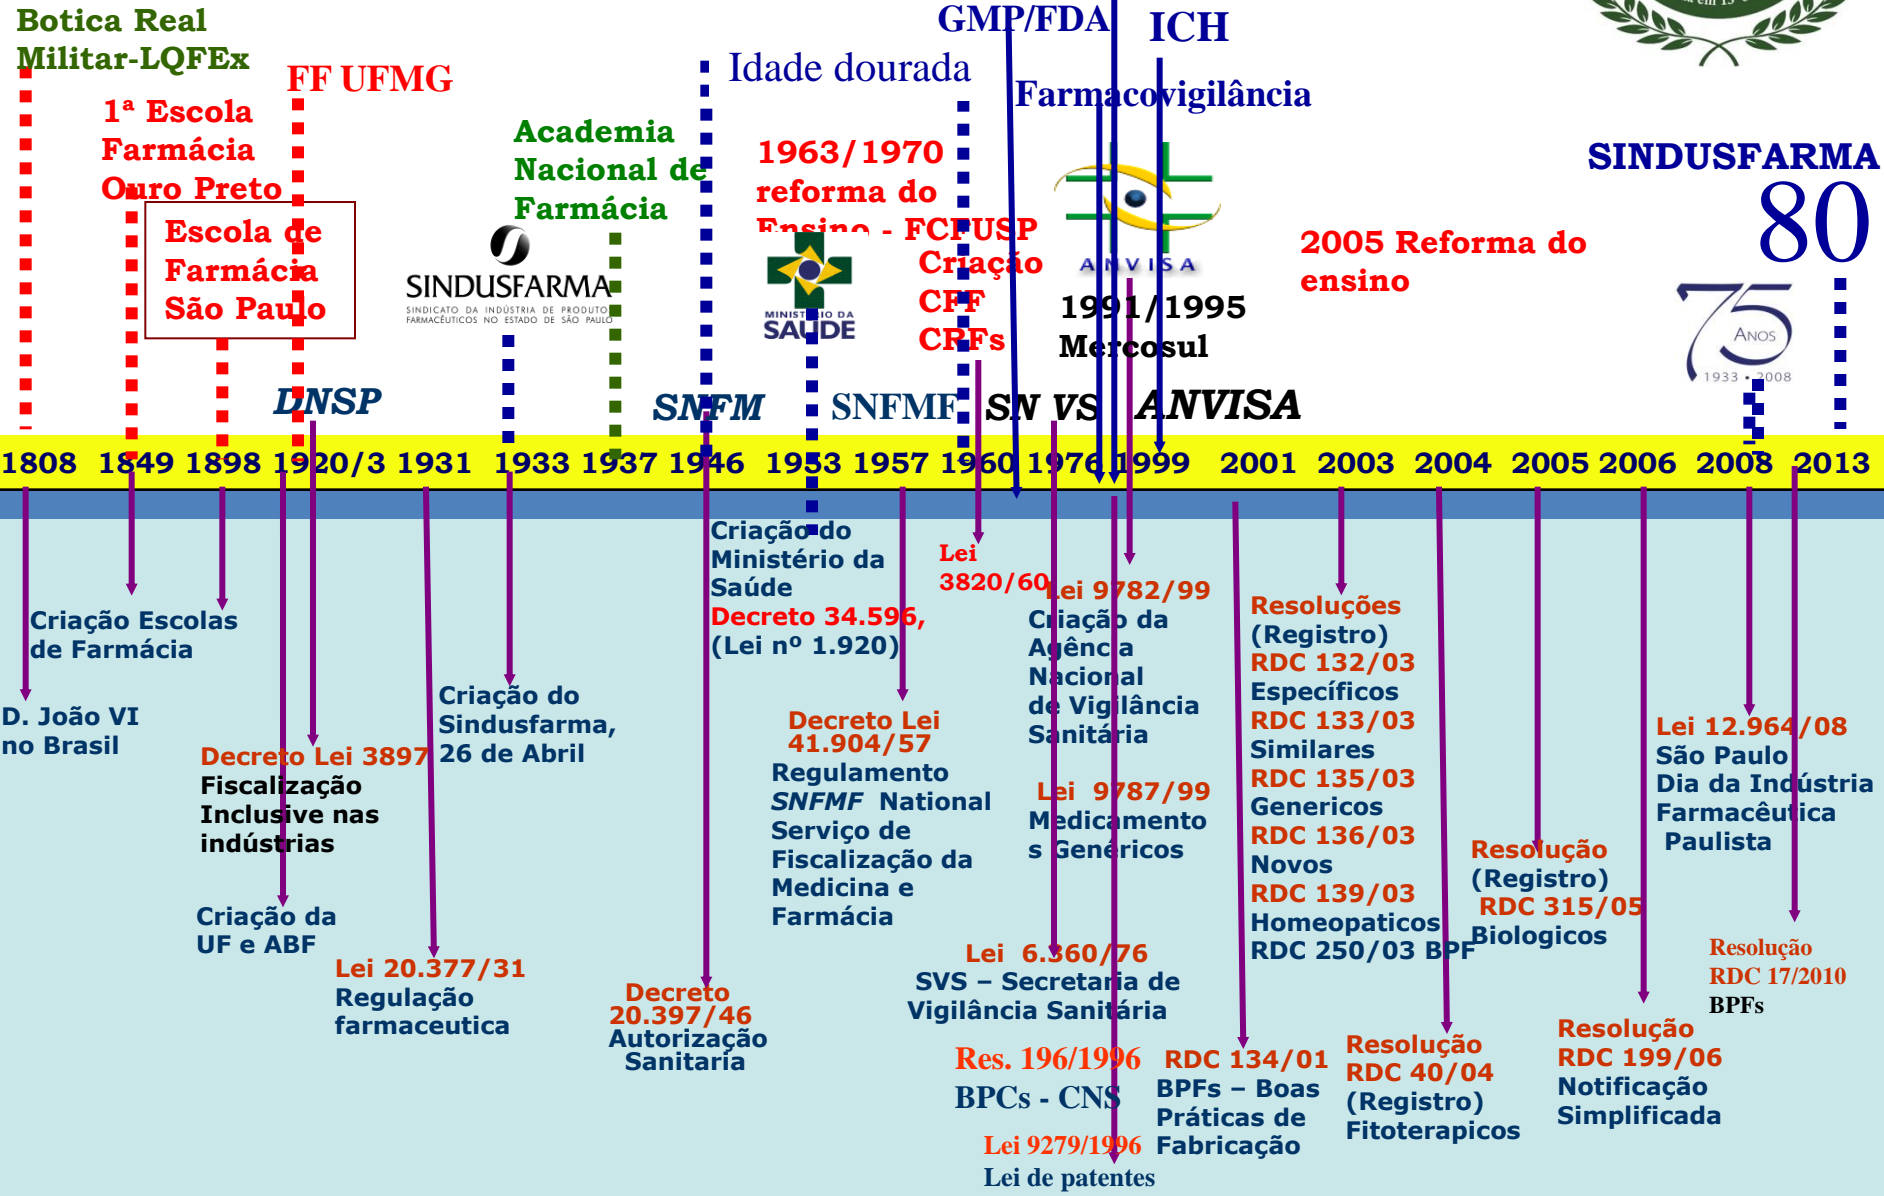 Botica Real
Militar-LQFEx
1ª Escola
Farmácia
Ouro Preto
FF UFMG
Escola de
Farmácia
São Paulo
SINDUSFARMA
SINDICATO DA INDÚSTRIA DE PRODUTOS
FARMACÊUTICOS NO ESTADO DE SÃO PAULO
Academia
Nacional de
Farmácia
Idade dourada
1963/1970
reforma do
Ensino - FCFUSP
MINISTÉRIO DA
SAÚDE
Criação
CFF
CRFs
GMP/FDA
ICH
Farmacovigilância
ANVISA
1991/1995
Mercosul
2005 Reforma do
ensino
SINDUSFARMA
80
75
ANOS
1933 • 2008
DNSP
SNFM
SNFMF
SN VS
ANVISA
1808 1849 1898 1920/3 1931 1933 1937 1946 1953 1957 1960 1976 1999 2001 2003 2004 2005 2006 2008 2013
D. João VI
no Brasil
Criação Escolas
de Farmácia
Decreto Lei 3897
Fiscalização
Inclusive nas
indústrias
Criação da
UF e ABF
Lei 20.377/31
Regulação
farmaceutica
Criação do
Sindusfarma,
26 de Abril
Decreto
20.397/46
Autorização
Sanitaria
Criação do
Ministério da
Saúde
Decreto 34.596,
(Lei nº 1.920)
Decreto Lei
41.904/57
Regulamento
SNFMF National
Serviço de
Fiscalização da
Medicina e
Farmácia
Lei
3820/60
Lei 9782/99
Criação da
Agência
Nacional
de Vigilância
Sanitária
Lei 9787/99
Medicamento
s Genéricos
Lei 6.360/76
SVS – Secretaria de
Vigilância Sanitária
Res. 196/1996
BPCs - CNS
Lei 9279/1996
Lei de patentes
RDC 134/01
BPFs – Boas
Práticas de
Fabricação
Resoluções
(Registro)
RDC 132/03
Específicos
RDC 133/03
Similares
RDC 135/03
Genericos
RDC 136/03
Novos
RDC 139/03
Homeopaticos
RDC 250/03 BPF
Resolução
RDC 40/04
(Registro)
Fitoterapicos
Resolução
(Registro)
RDC 315/05
Biologicos
Resolução
RDC 199/06
Notificação
Simplificada
Lei 12.964/08
São Paulo
Dia da Indústria
Farmacêutica
Paulista
Resolução
RDC 17/2010
BPFs